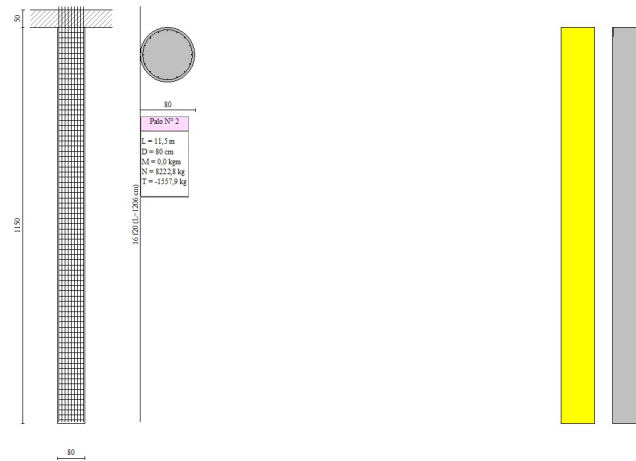 50
80
Palo N° 2
L = 11,5 m
D = 80 cm
M = 0,0 kgm
N = 8222,8 kg
T = -1557,9 kg
1150
16 f20 (L=1206 cm)
80